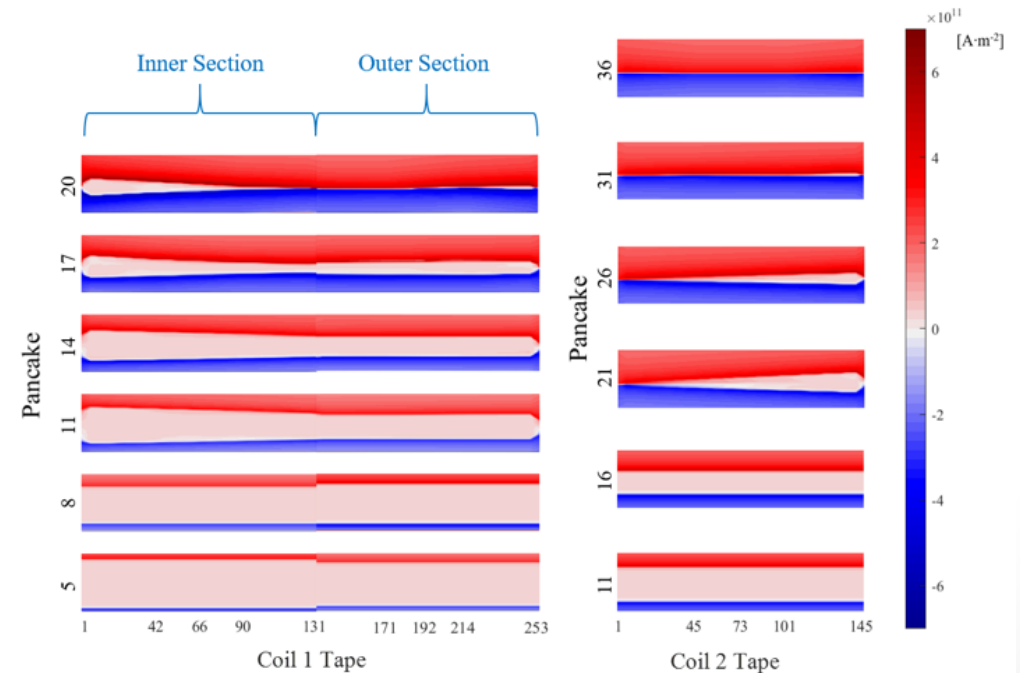 ×10¹¹
[A·m⁻²]
Inner Section
Outer Section
Pancake
20
17
14
11
8
5
1 42 66 90 131 171 192 214 253
Coil 1 Tape
Pancake
36
31
26
21
16
11
1 45 73 101 145
Coil 2 Tape
6
4
2
0
-2
-4
-6